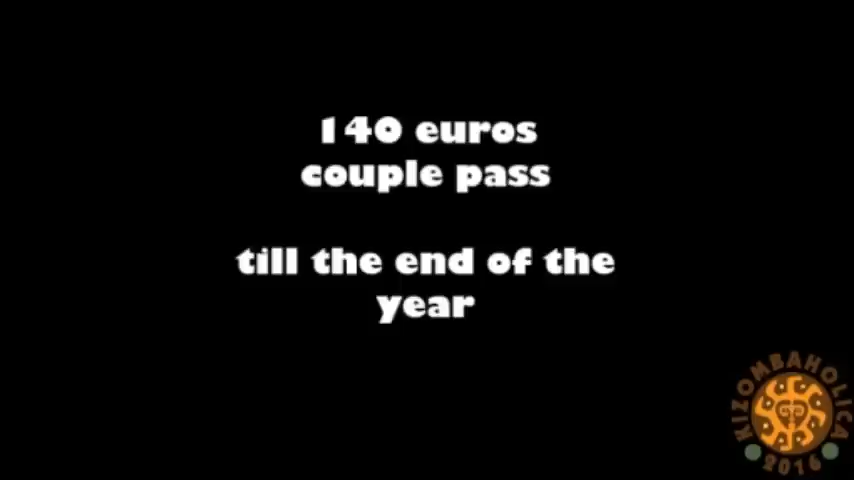 140 euros
couple pass
till the end of the
year
KIZOMBAHOLICA
2016